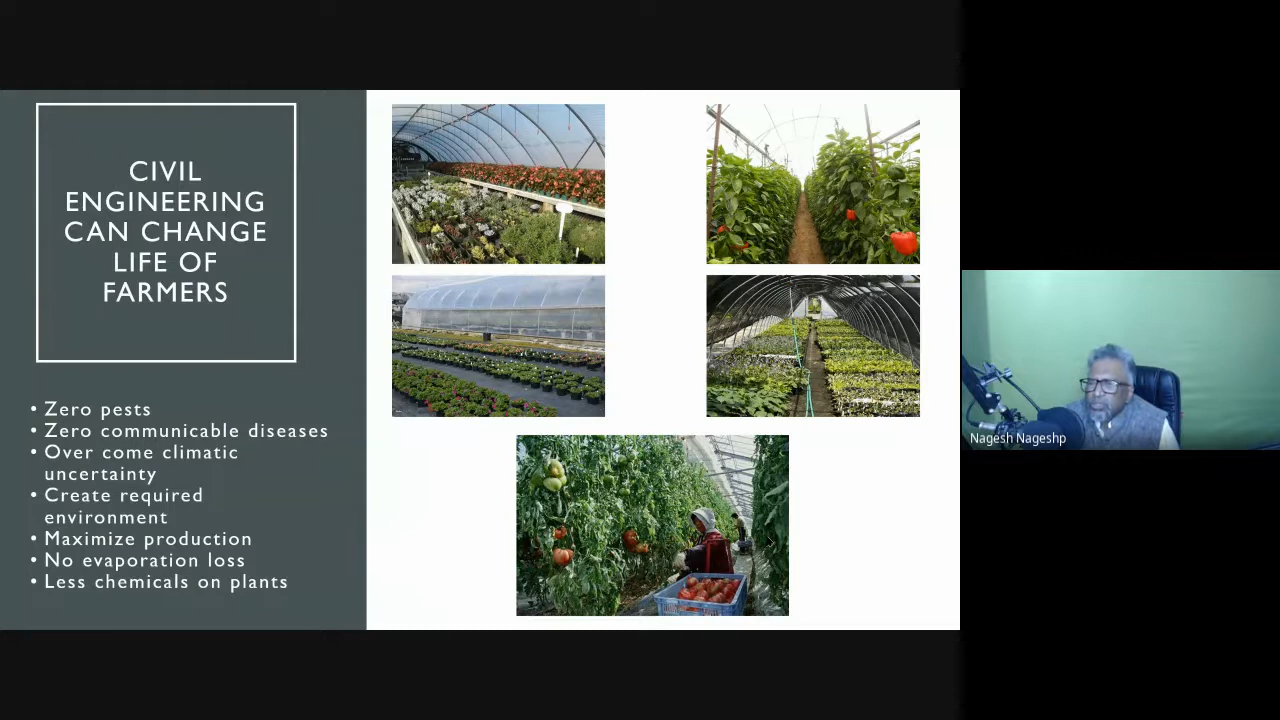 CIVIL
ENGINEERING
CAN CHANGE
LIFE OF
FARMERS
• Zero pests
• Zero communicable diseases
• Over come climatic
uncertainty
• Create required
environment
• Maximize production
• No evaporation loss
• Less chemicals on plants
Nagesh Nageshp